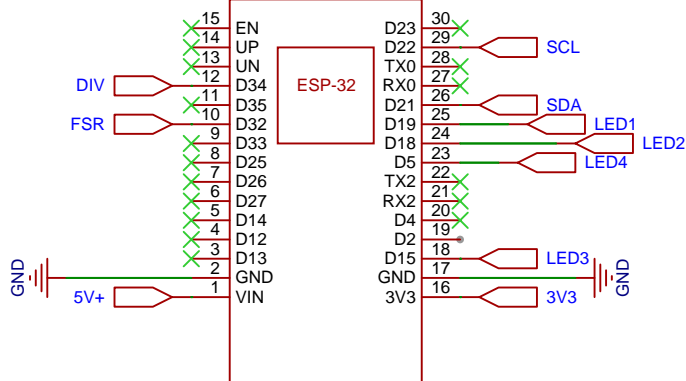 15 EN D23 30
14 UP D22 29 SCL
13 UN TX0 28
DIV 12 D34 ESP-32 RX0 27
11 D35 D21 26 SDA
FSR 10 D32 D19 25 LED1
9 D33 D18 24 LED2
8 D25 D5 23 LED4
7 D26 TX2 22
6 D27 RX2 21
5 D14 D4 20
4 D12 D2 19
3 D13 D15 18 LED3
GND 2 GND GND 17 GND
5V+ 1 VIN 3V3 16 3V3